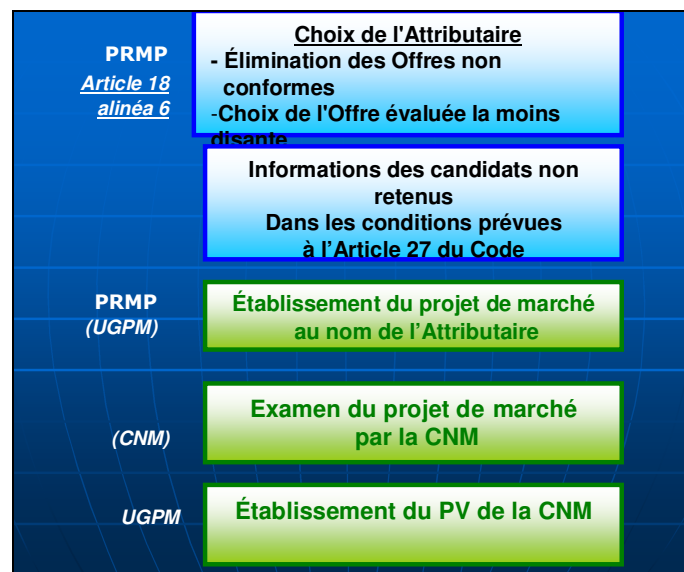 PRMP
Article 18
alinéa 6
Choix de l'Attributaire
- Élimination des Offres non
conformes
-Choix de l'Offre évaluée la moins
disante
Informations des candidats non
retenus
Dans les conditions prévues
à l'Article 27 du Code
PRMP
(UGPM)
Établissement du projet de marché
au nom de l'Attributaire
(CNM)
Examen du projet de marché
par la CNM
UGPM
Établissement du PV de la CNM